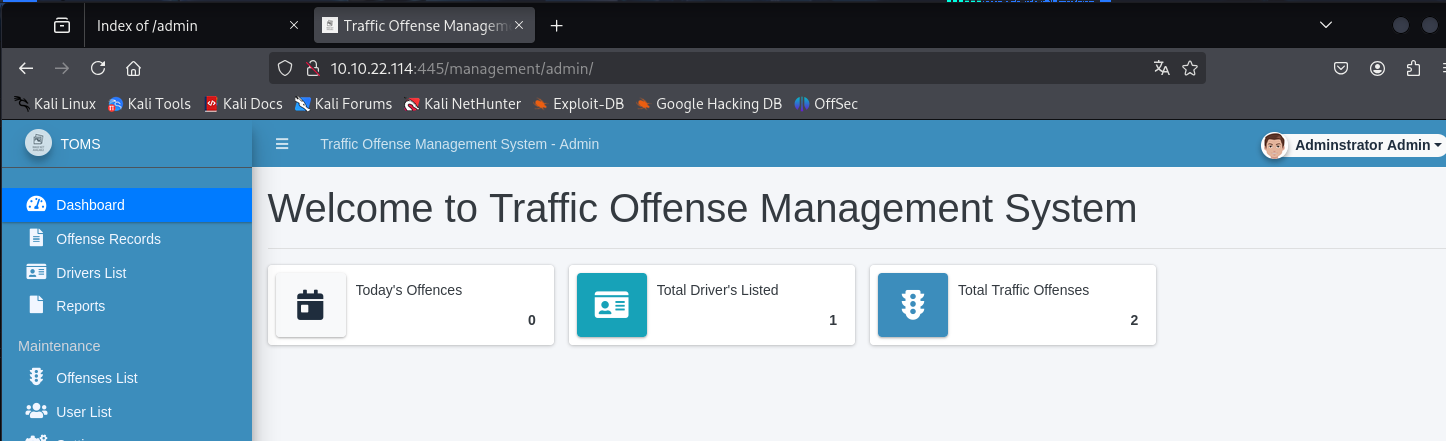 Index of /admin
Traffic Offense Managem
10.10.22.114:445/management/admin/
Kali Linux Kali Tools Kali Docs Kali Forums Kali NetHunter Exploit-DB Google Hacking DB OffSec
TOMS
Traffic Offense Management System - Admin
Adminstrator Admin
Dashboard
Offense Records
Drivers List
Reports
Maintenance
Offenses List
User List
Welcome to Traffic Offense Management System
Today's Offences
0
Total Driver's Listed
1
Total Traffic Offenses
2